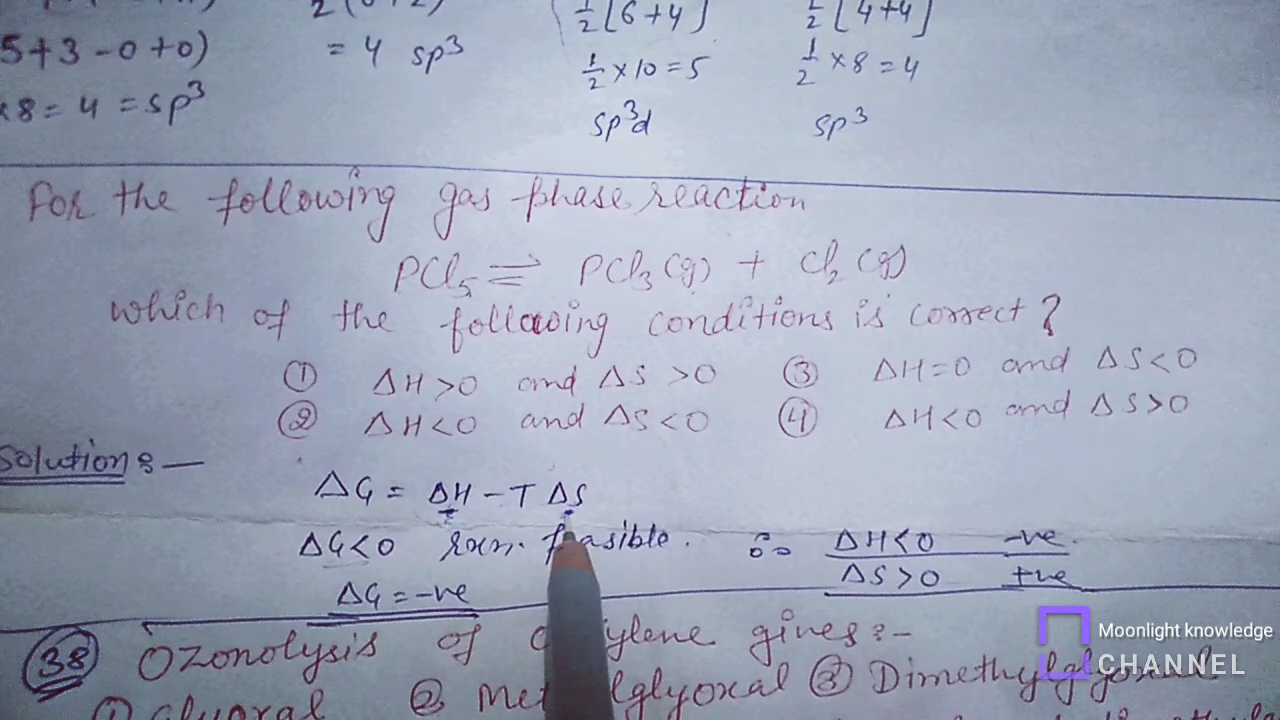 1/2 [6+4] 1/2 [4+4]
5+3-0+0) = 4 sp³ 1/2 × 10 = 5 1/2 × 8 = 4
×8 = 4 = sp³ sp³d sp³
For the following gas phase reaction
PCl₅ ⇌ PCl₃(g) + Cl₂(g)
which of the following conditions is correct?
① ΔH>0 and ΔS>0 ③ ΔH=0 and ΔS<0
② ΔH<0 and ΔS<0 ④ ΔH<0 and ΔS>0
Solution:-
ΔG = ΔH - TΔS
ΔG<0 rxn. feasible. ∴ ΔH<0 -ve
ΔG = -ve ΔS>0 +ve
㊳ Ozonolysis of gives:-
① Glyoxal ② ③ Dimethylglyoxal
Moonlight knowledge
CHANNEL